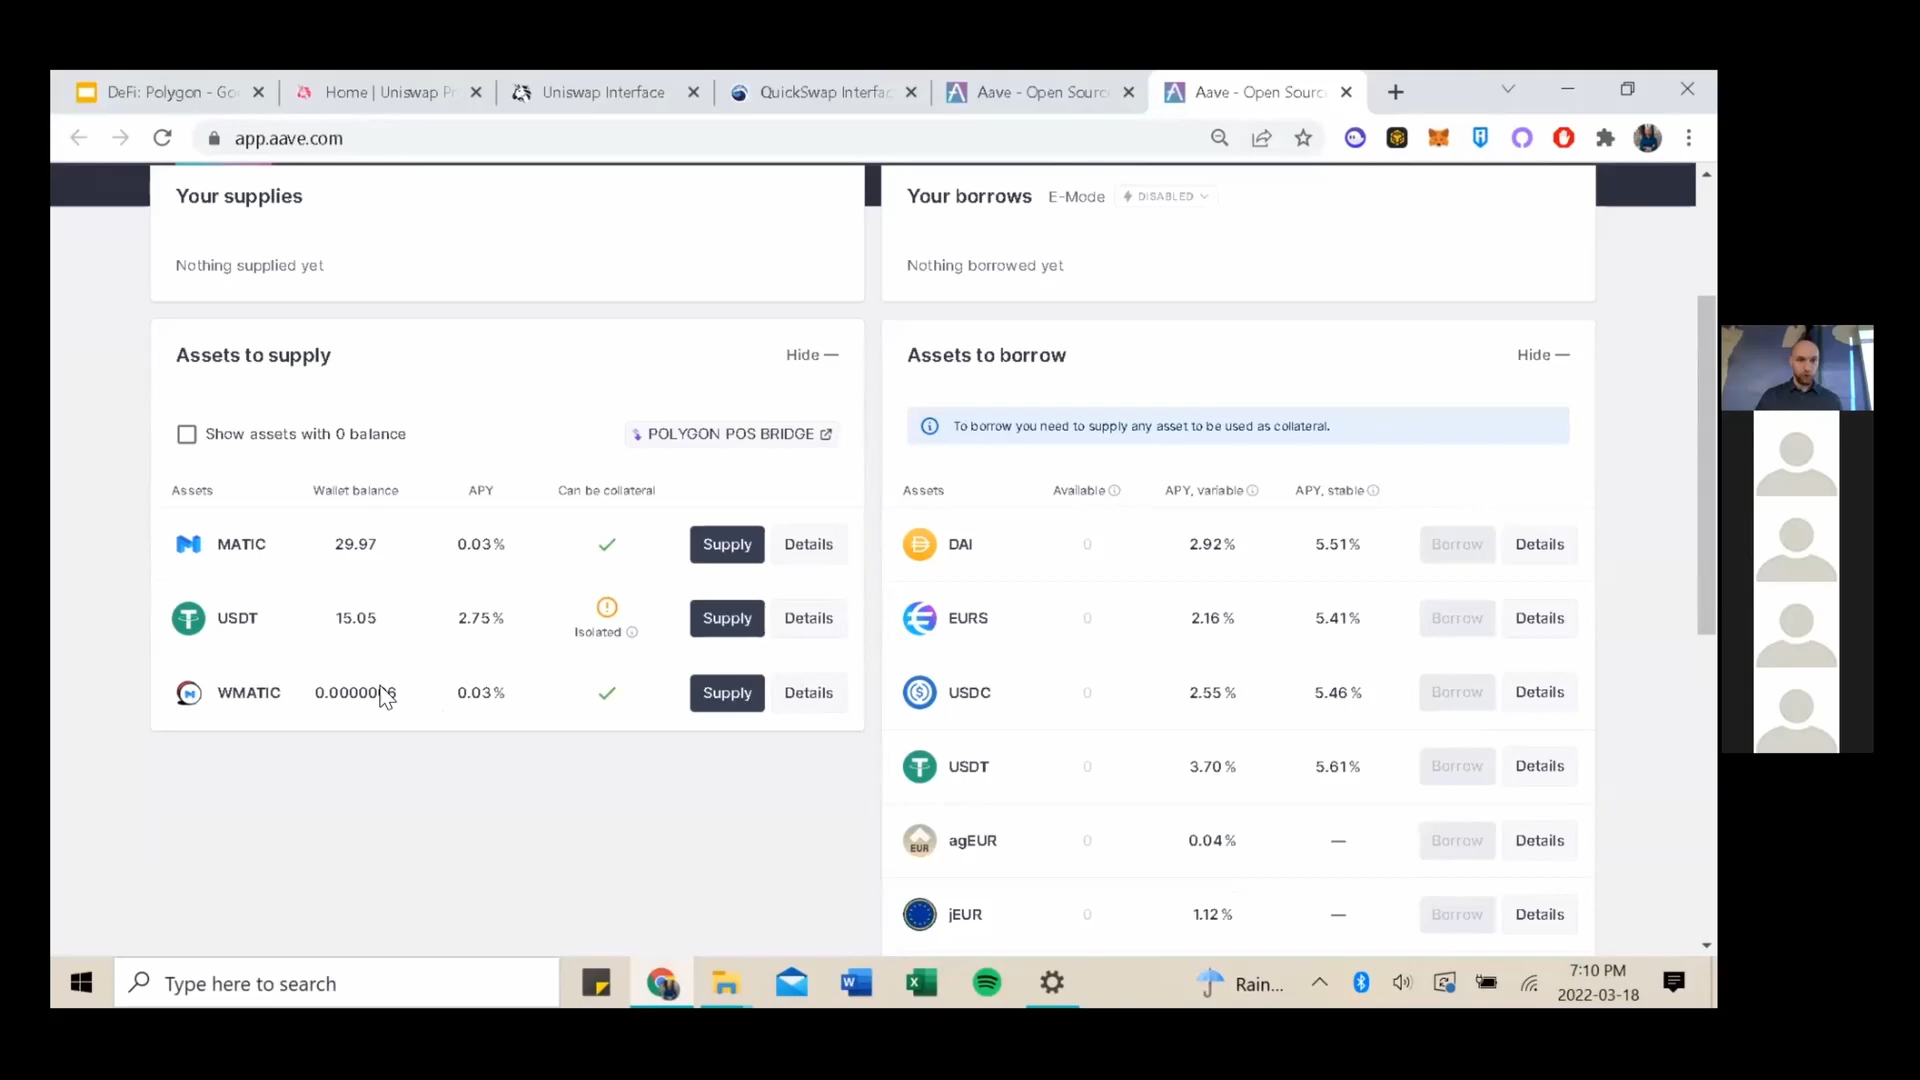 DeFi: Polygon - Go
Home | Uniswap Pr
Uniswap Interface
QuickSwap Interfac
Aave - Open Sourc
Aave - Open Sourc
app.aave.com
Your supplies
Nothing supplied yet
Your borrows E-Mode DISABLED
Nothing borrowed yet
Assets to supply Hide —
Show assets with 0 balance POLYGON POS BRIDGE
Assets Wallet balance APY Can be collateral
MATIC 29.97 0.03% Supply Details
USDT 15.05 2.75% Isolated Supply Details
WMATIC 0.03% Supply Details
Assets to borrow Hide —
To borrow you need to supply any asset to be used as collateral.
Assets Available APY, variable APY, stable
DAI 0 2.92% 5.51% Borrow Details
EURS 0 2.16% 5.41% Borrow Details
USDC 0 2.55% 5.46% Borrow Details
USDT 0 3.70% 5.61% Borrow Details
EUR agEUR 0 0.04% — Borrow Details
jEUR 0 1.12% — Borrow Details
Type here to search
Rain...
7:10 PM
2022-03-18